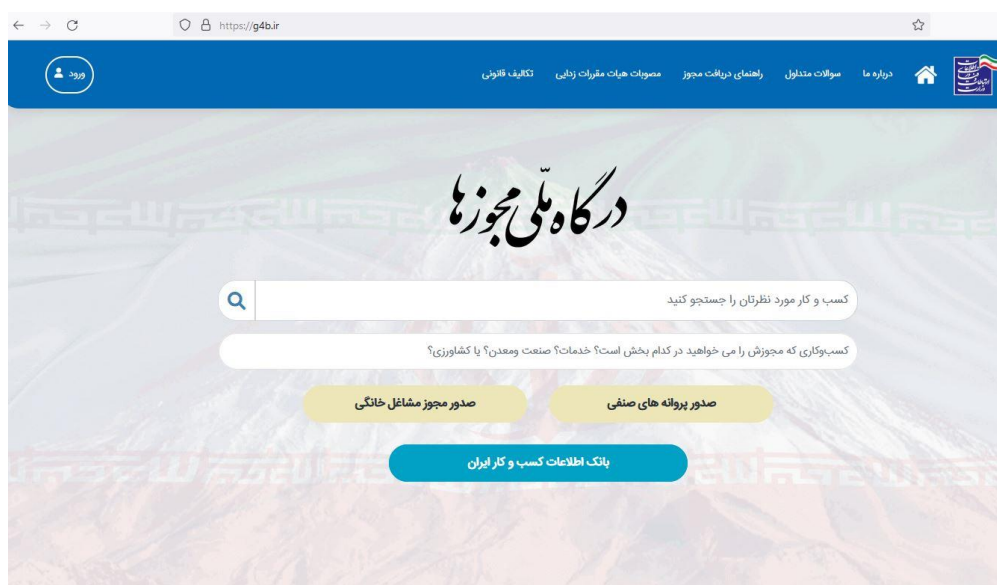 https://g4b.ir
درباره ما سوالات متداول راهنمای دریافت مجوز مصوبات هیات مقررات زدایی تکالیف قانونی ورود
درگاه ملّی مجوزها
کسب و کار مورد نظرتان را جستجو کنید
کسب‌وکاری که مجوزش را می خواهید در کدام بخش است؟ خدمات؟ صنعت ومعدن؟ یا کشاورزی؟
صدور پروانه های صنفی صدور مجوز مشاغل خانگی
بانک اطلاعات کسب و کار ایران